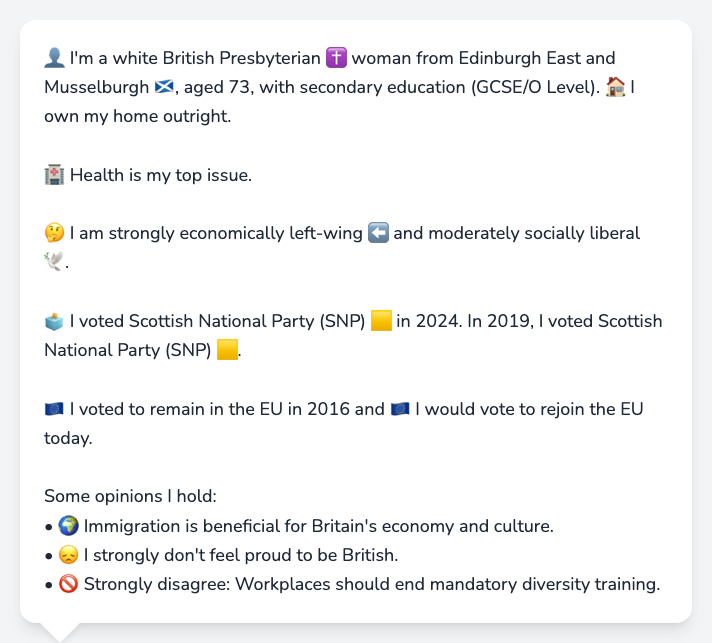 👤 I'm a white British Presbyterian ✝️ woman from Edinburgh East and
Musselburgh 🏴󠁧󠁢󠁳󠁣󠁴󠁿, aged 73, with secondary education (GCSE/O Level). 🏠 I
own my home outright.
🏥 Health is my top issue.
🤔 I am strongly economically left-wing ⬅️ and moderately socially liberal
🕊️.
🗳️ I voted Scottish National Party (SNP) 🟨 in 2024. In 2019, I voted Scottish
National Party (SNP) 🟨.
🇪🇺 I voted to remain in the EU in 2016 and 🇪🇺 I would vote to rejoin the EU
today.
Some opinions I hold:
• 🌍 Immigration is beneficial for Britain's economy and culture.
• 😞 I strongly don't feel proud to be British.
• 🚫 Strongly disagree: Workplaces should end mandatory diversity training.